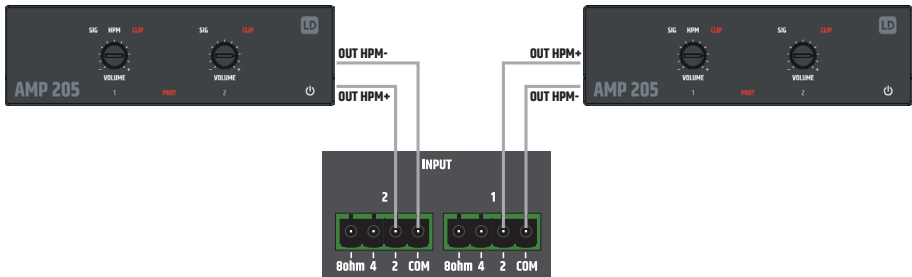 SIG HPM CLIP SIG CLIP LD
VOLUME VOLUME
AMP 205 1 PROT 2
OUT HPM-
OUT HPM+
OUT HPM+
OUT HPM-
SIG HPM CLIP SIG CLIP LD
VOLUME VOLUME
AMP 205 1 PROT 2
INPUT
2 1
8ohm 4 2 COM 8ohm 4 2 COM